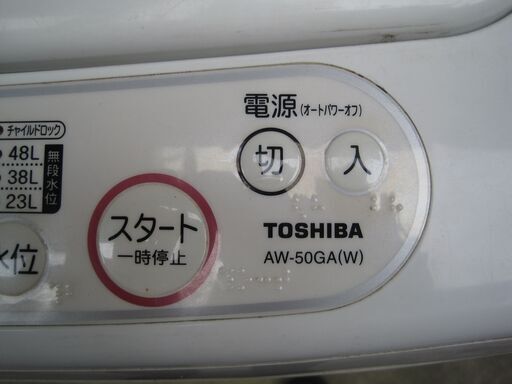 電源(オートパワーオフ)
切 入
チャイルドロック
48L
38L
23L
無段水位
スタート
一時停止
水位
TOSHIBA
AW-50GA(W)